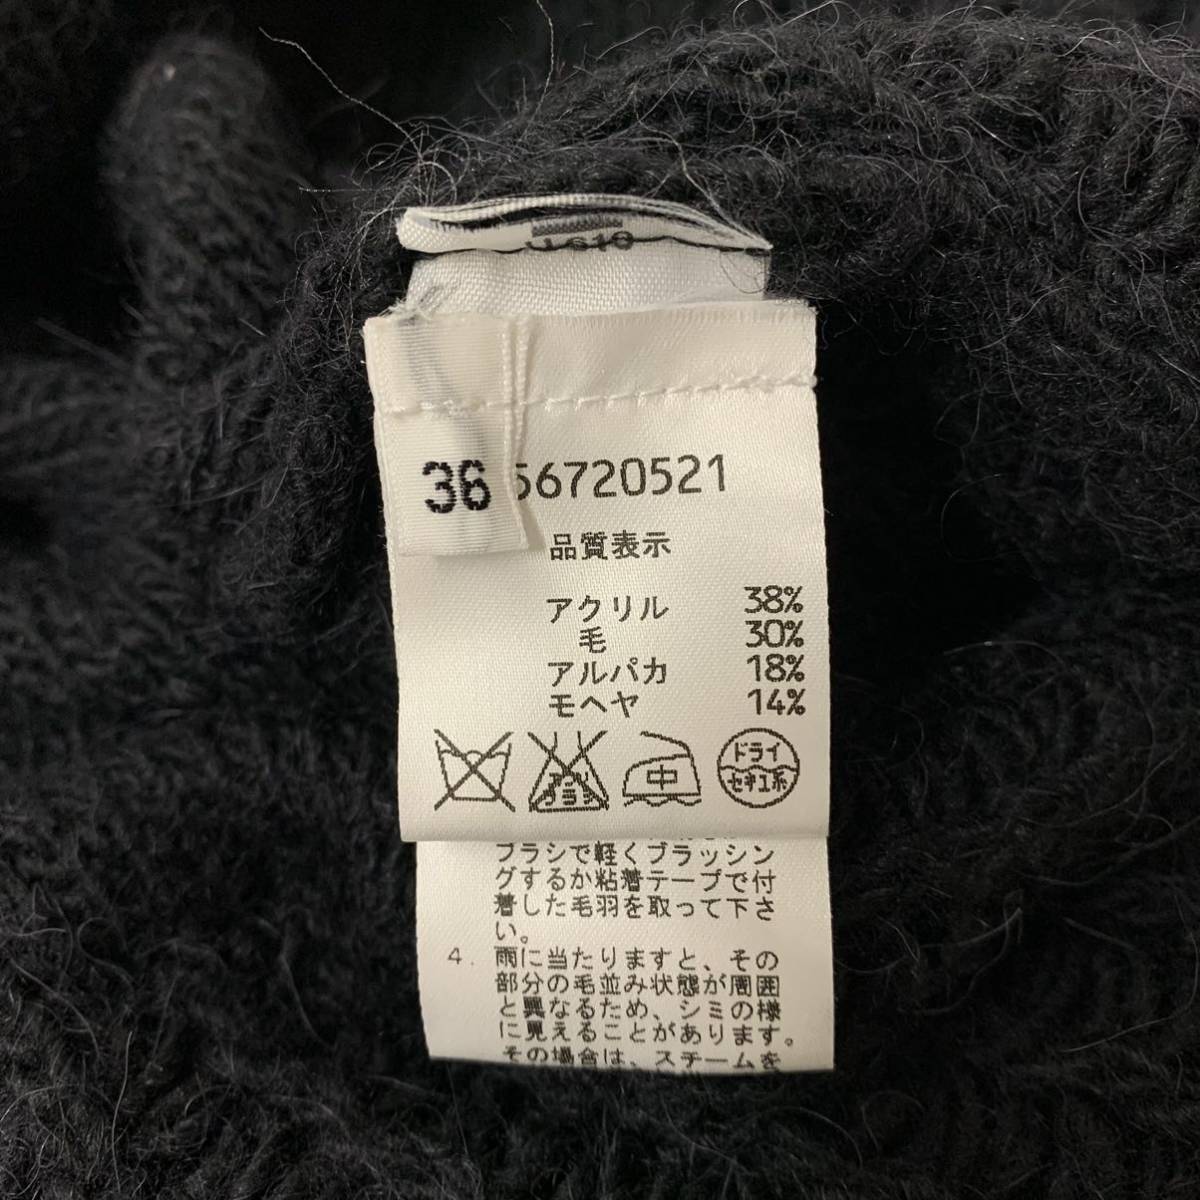 36 56720521
品質表示
アクリル 38%
毛 30%
アルパカ 18%
モヘヤ 14%
中
ドライ
セキユ系
ブラシで軽くブラッシン
グするか粘着テープで付
着した毛羽を取って下さ
い。
4. 雨に当たりますと、その
部分の毛並み状態が周囲
と異なるため、シミの様
に見えることがあります。
その場合は、スチームを